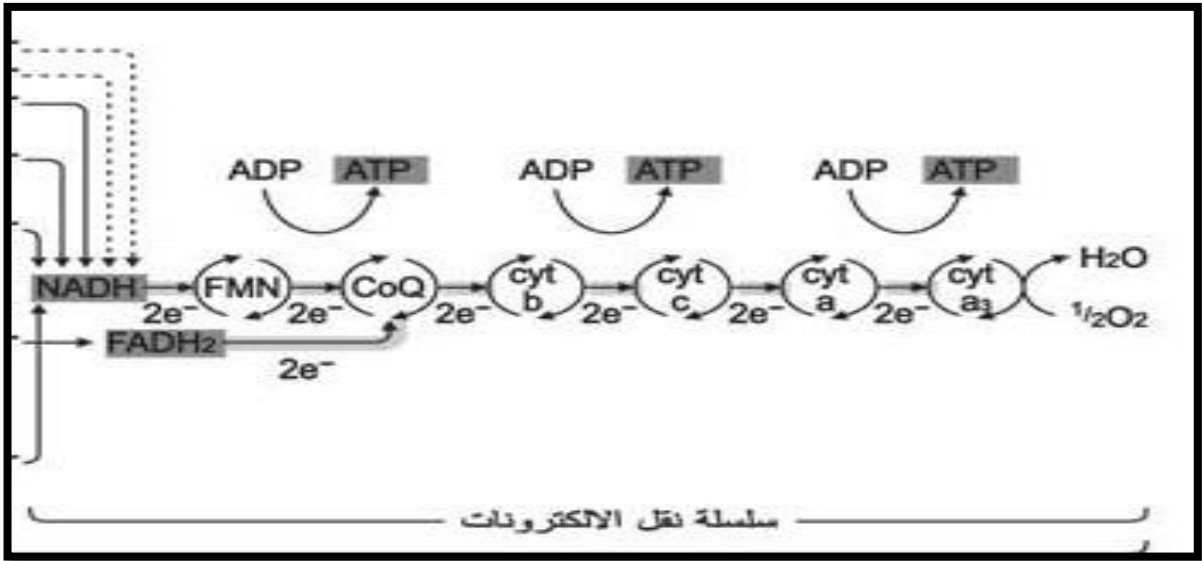 ADP ATP ADP ATP ADP ATP
H₂O
NADH FMN CoQ cyt b cyt c cyt a cyt a₃
2e⁻ 2e⁻ 2e⁻ 2e⁻ 2e⁻ 2e⁻ ¹/₂O₂
FADH₂
2e⁻
سلسلة نقل الالكترونات